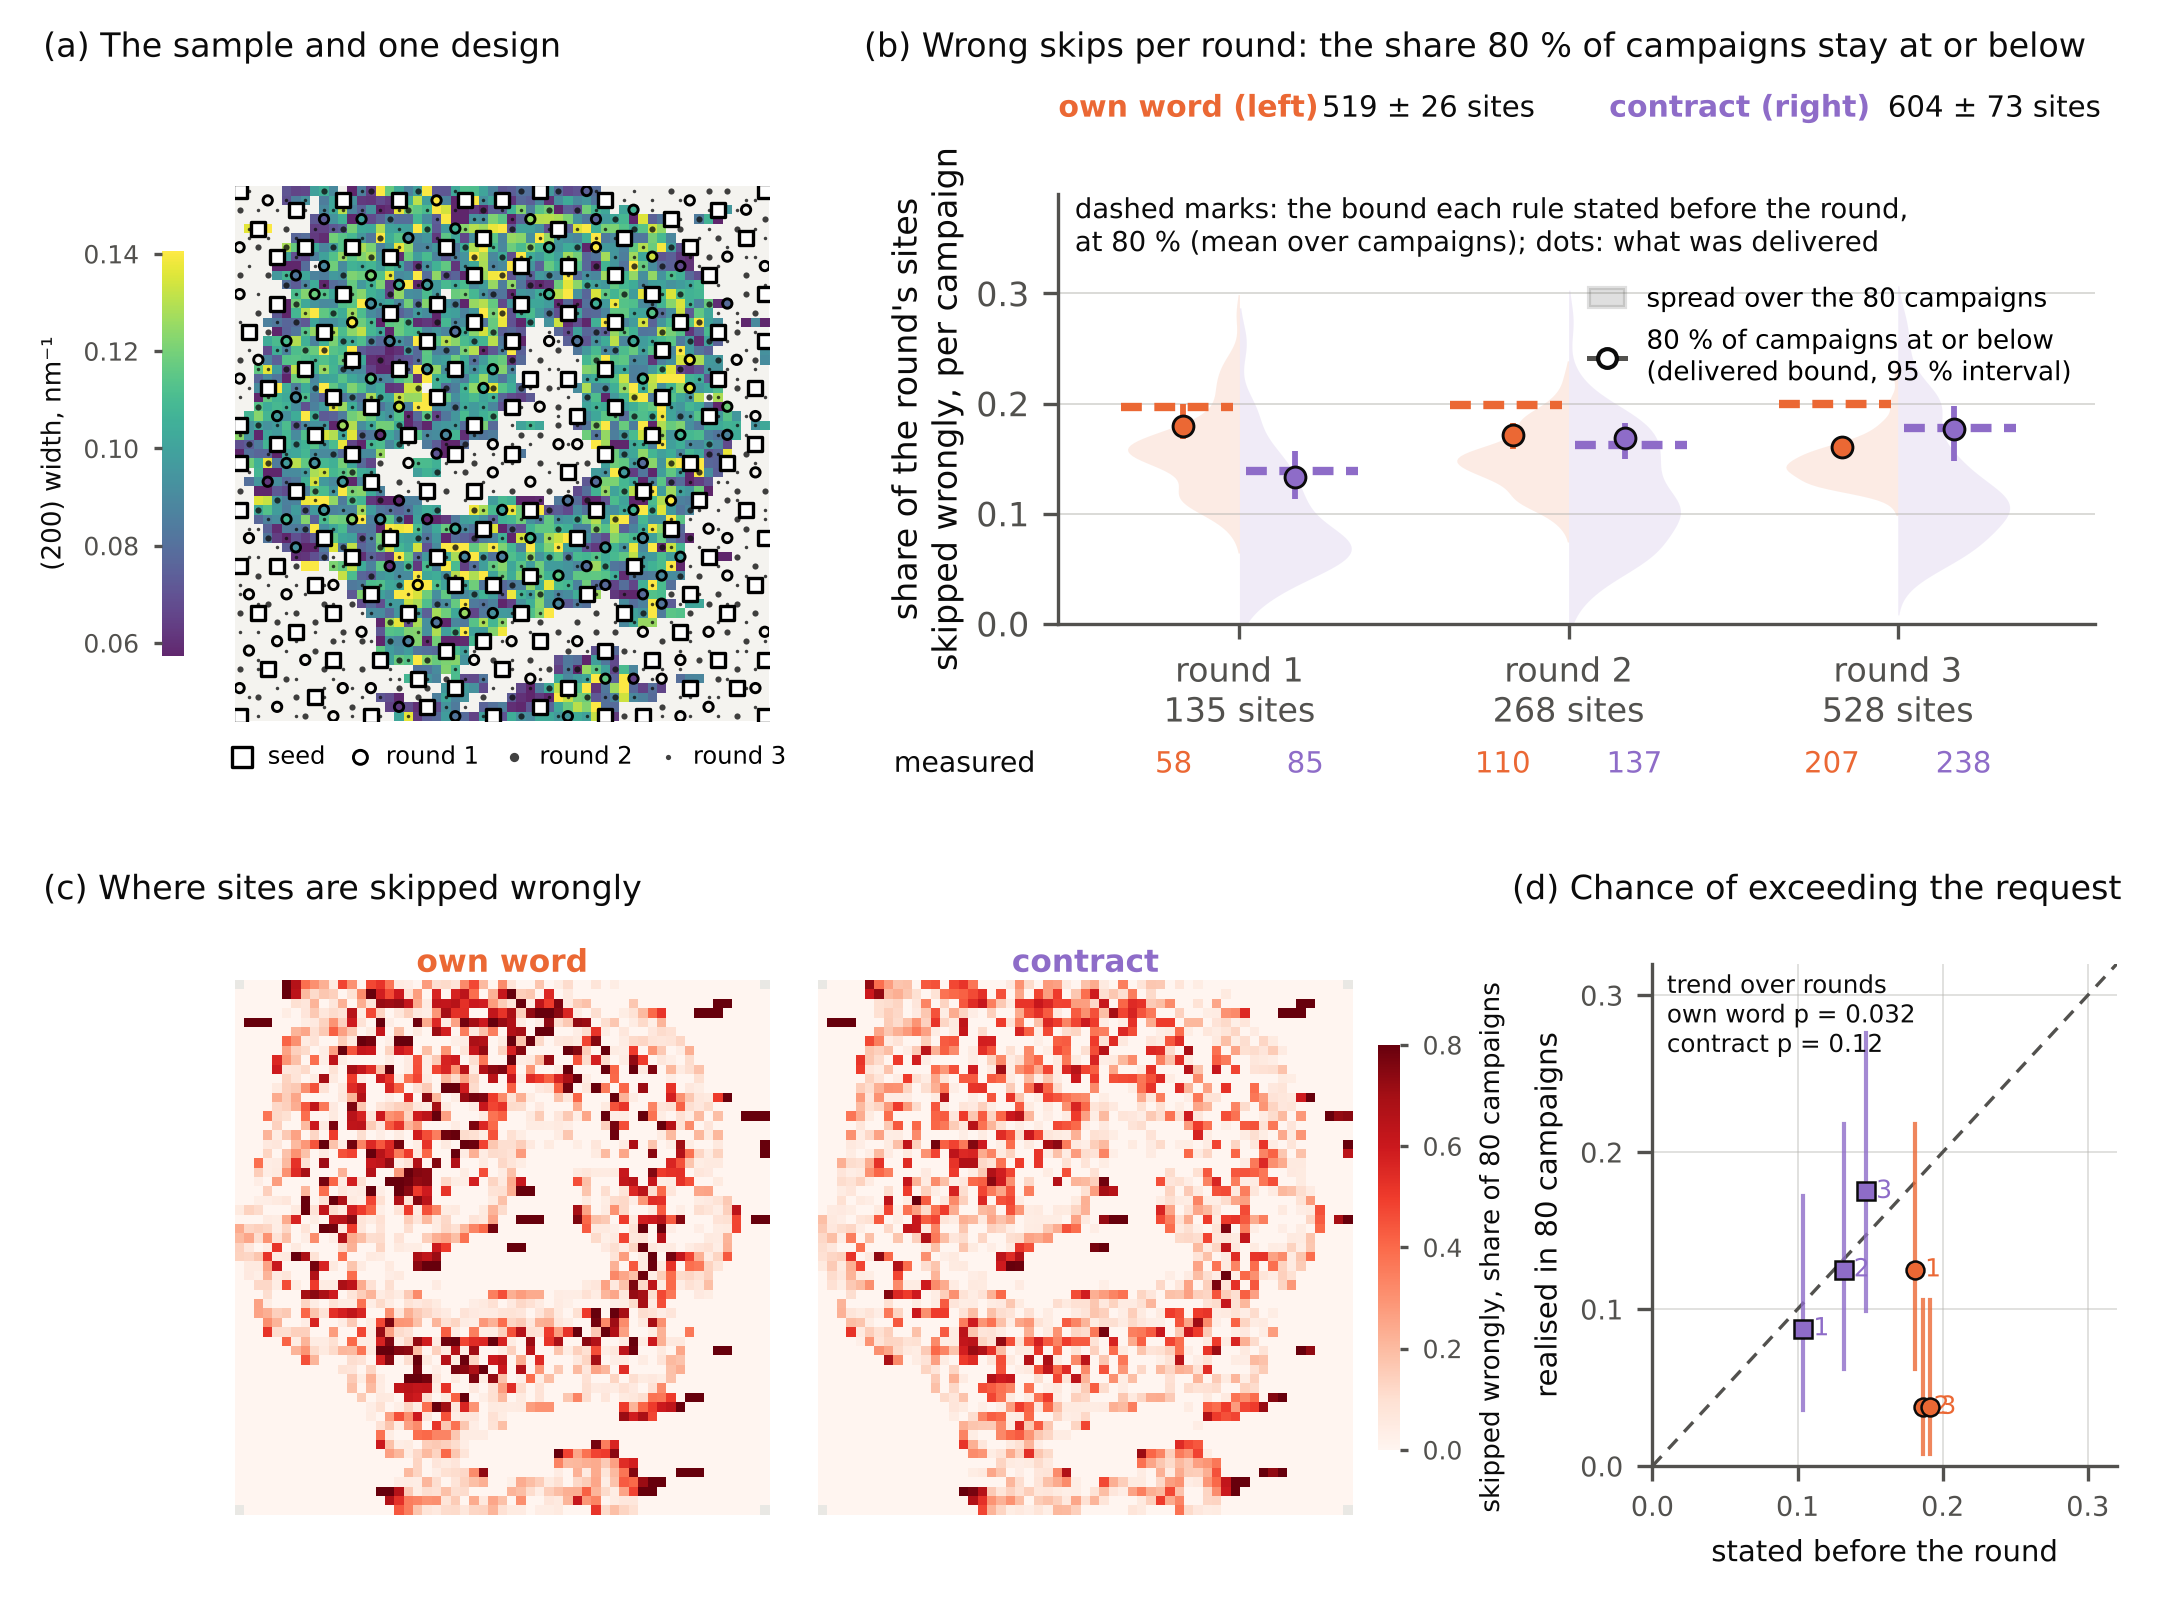 (a) The sample and one design
(200) width, nm⁻¹
0.14
0.12
0.10
0.08
0.06
seed
round 1
round 2
round 3
(b) Wrong skips per round: the share 80 % of campaigns stay at or below
own word (left) 519 ± 26 sites
contract (right) 604 ± 73 sites
share of the round's sites
skipped wrongly, per campaign
dashed marks: the bound each rule stated before the round,
at 80 % (mean over campaigns); dots: what was delivered
spread over the 80 campaigns
80 % of campaigns at or below
(delivered bound, 95 % interval)
0.3
0.2
0.1
0.0
round 1
135 sites
round 2
268 sites
round 3
528 sites
measured
58
85
110
137
207
238
(c) Where sites are skipped wrongly
own word
contract
0.8
0.6
0.4
0.2
0.0
skipped wrongly, share of 80 campaigns
(d) Chance of exceeding the request
trend over rounds
own word p = 0.032
contract p = 0.12
realised in 80 campaigns
0.3
0.2
0.1
0.0
3
2
1
1
2
3
0.0
0.1
0.2
0.3
stated before the round